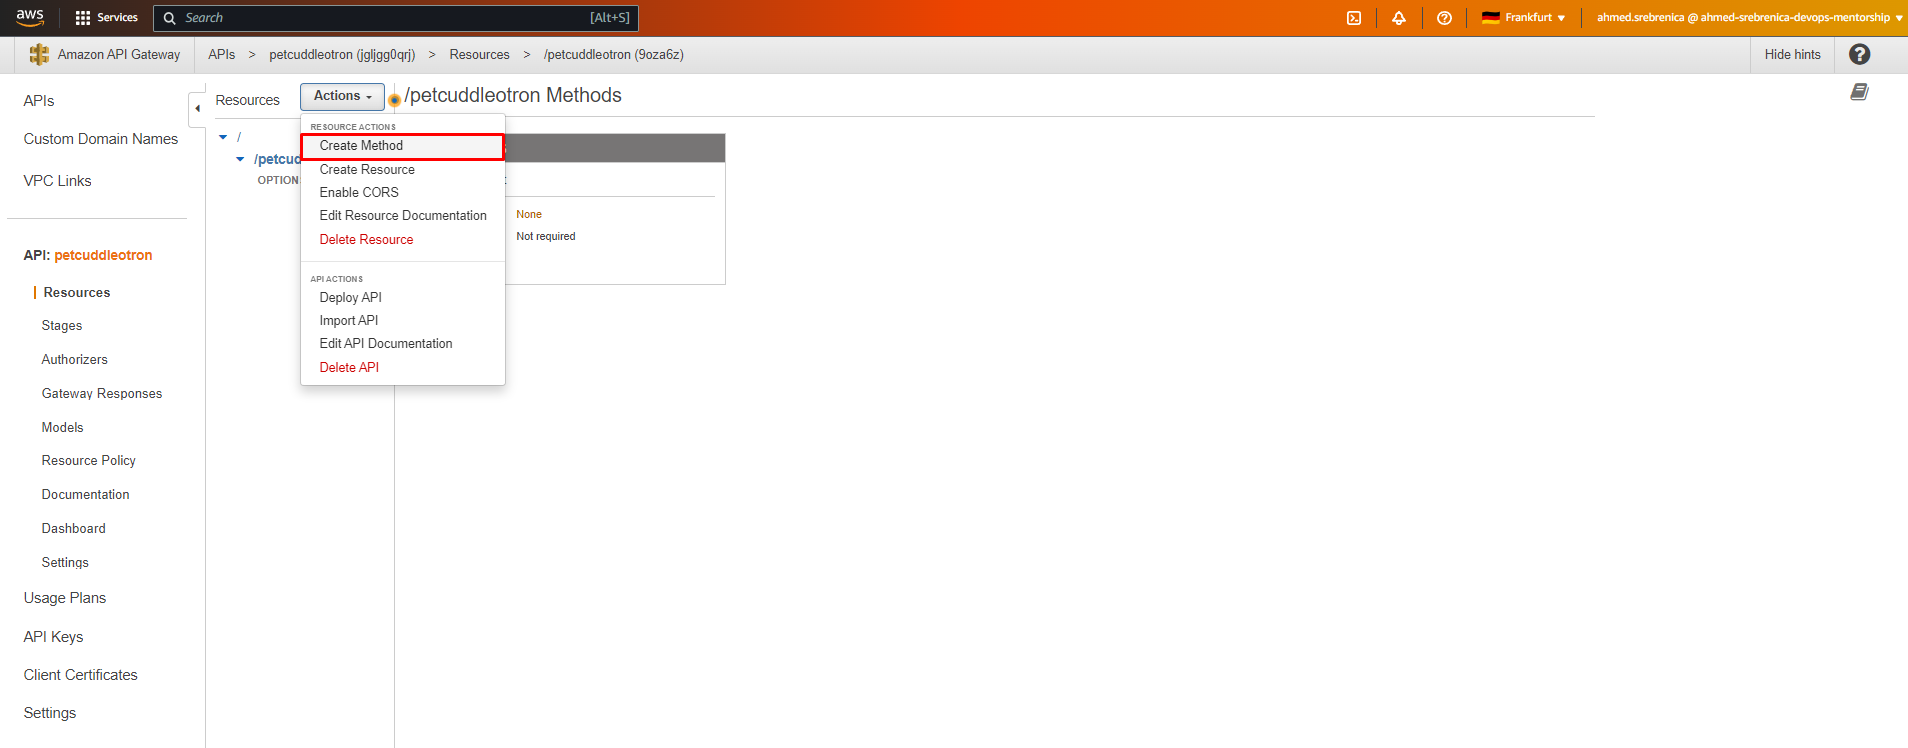 aws
Services
Search [Alt+S]
Frankfurt
ahmed.srebrenica @ ahmed-srebrenica-devops-mentorship
Amazon API Gateway
APIs > petcuddleotron (jgljgg0qrj) > Resources > /petcuddleotron (9oza6z)
Hide hints
APIs
Custom Domain Names
VPC Links
API: petcuddleotron
Resources
Stages
Authorizers
Gateway Responses
Models
Resource Policy
Documentation
Dashboard
Settings
Usage Plans
API Keys
Client Certificates
Settings
Resources
Actions
/petcuddleotron Methods
/
/petcud
OPTION
RESOURCE ACTIONS
Create Method
Create Resource
Enable CORS
Edit Resource Documentation
Delete Resource
API ACTIONS
Deploy API
Import API
Edit API Documentation
Delete API
None
Not required